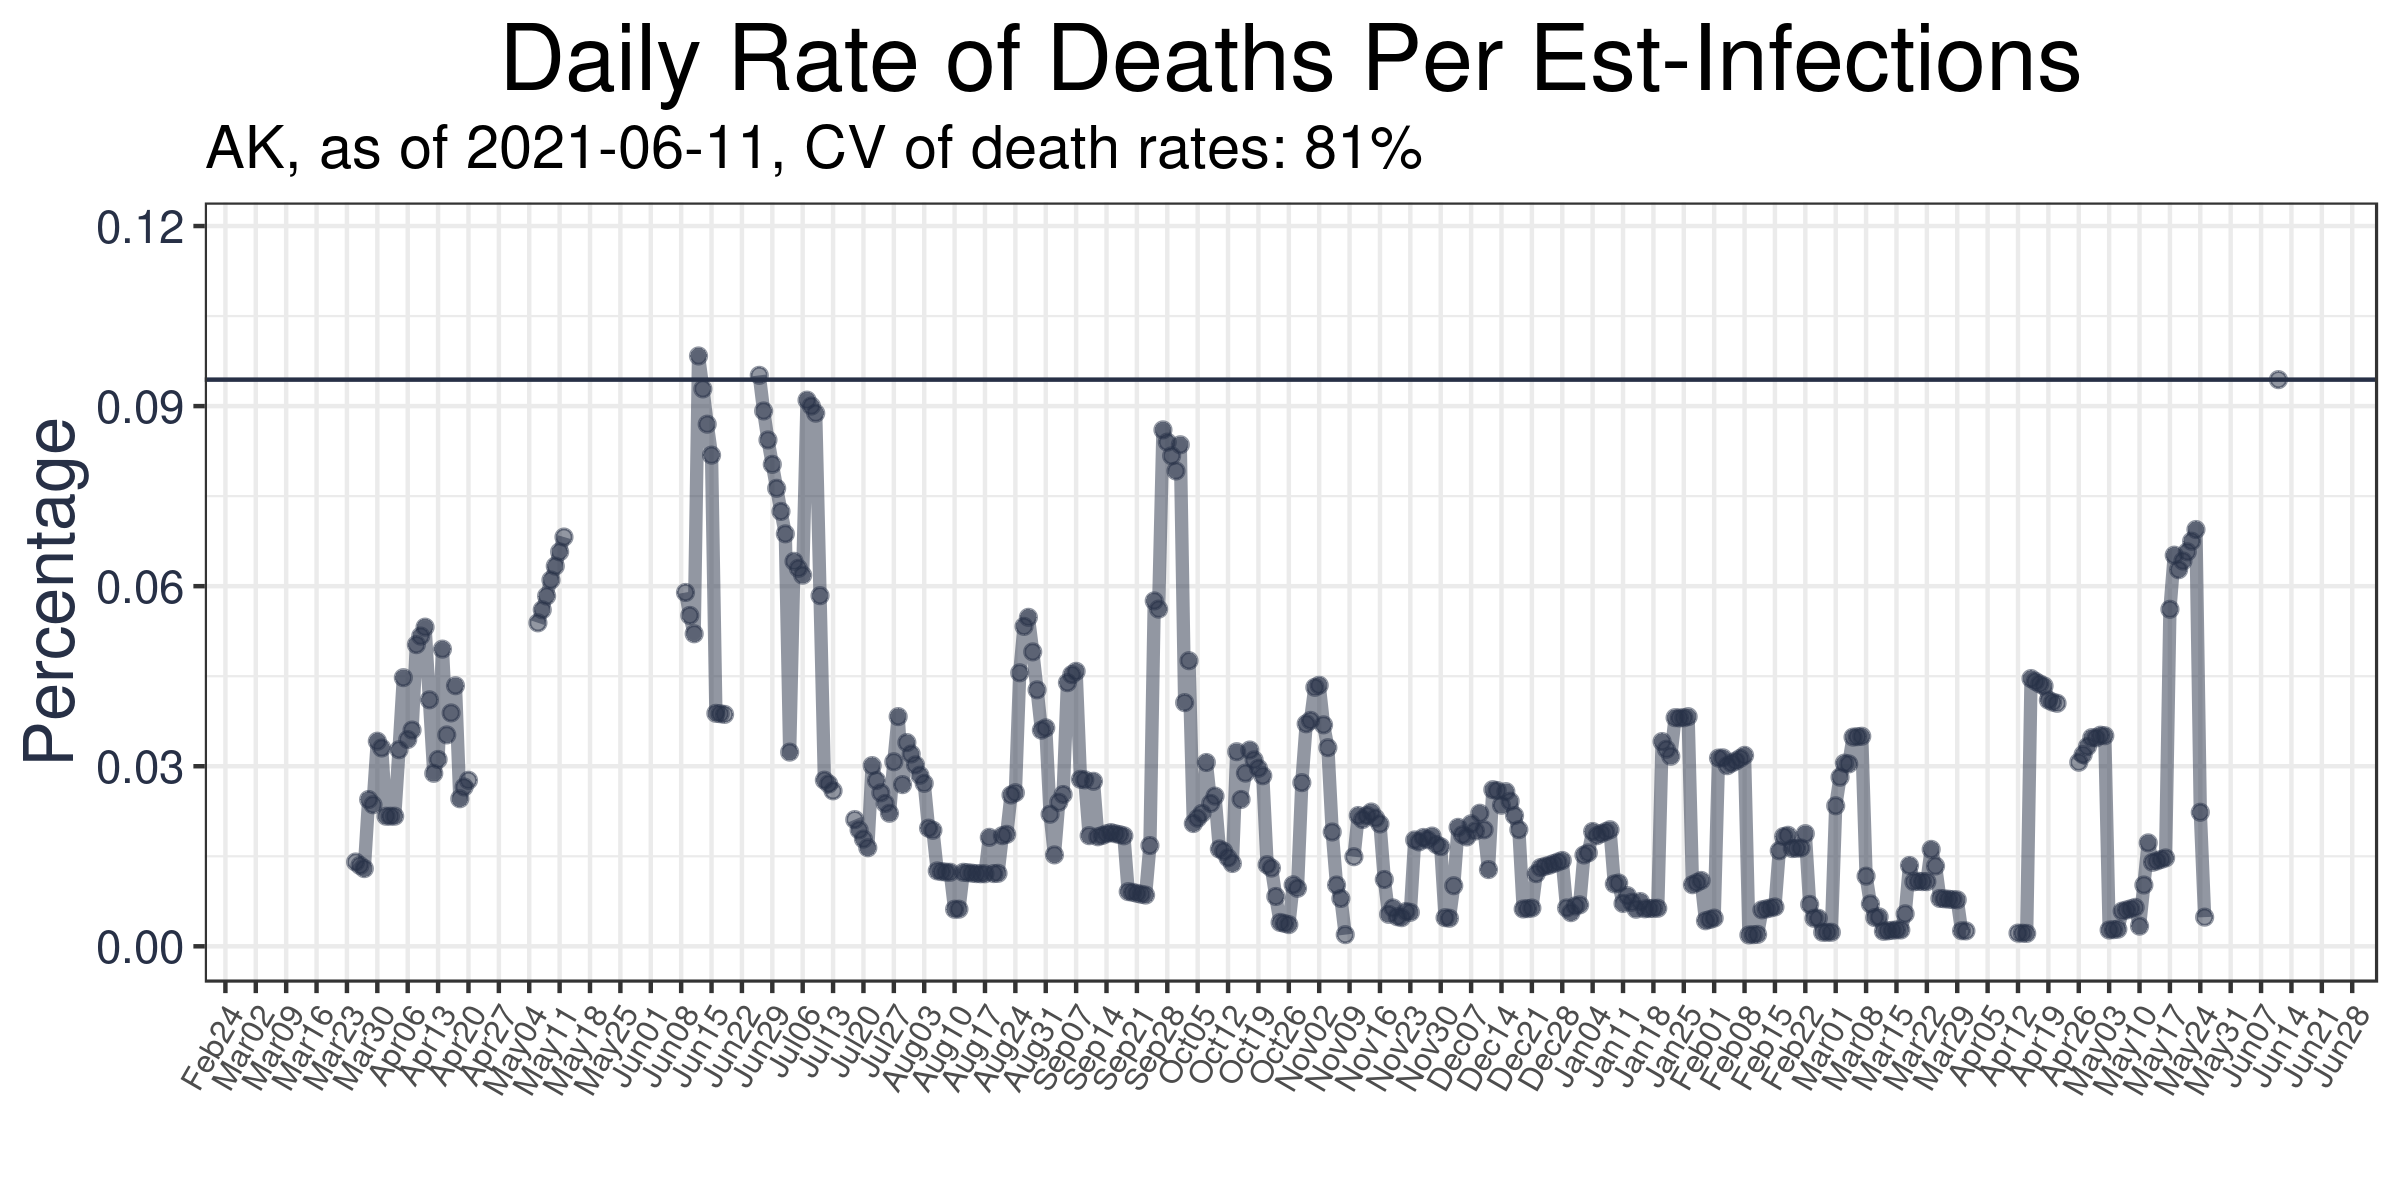 Daily Rate of Deaths Per Est-Infections
AK, as of 2021-06-11, CV of death rates: 81%
Percentage
0.12
0.09
0.06
0.03
0.00
Feb24
Mar02
Mar09
Mar16
Mar23
Mar30
Apr06
Apr13
Apr20
Apr27
May04
May11
May18
May25
Jun01
Jun08
Jun15
Jun22
Jun29
Jul06
Jul13
Jul20
Jul27
Aug03
Aug10
Aug17
Aug24
Aug31
Sep07
Sep14
Sep21
Sep28
Oct05
Oct12
Oct19
Oct26
Nov02
Nov09
Nov16
Nov23
Nov30
Dec07
Dec14
Dec21
Dec28
Jan04
Jan11
Jan18
Jan25
Feb01
Feb08
Feb15
Feb22
Mar01
Mar08
Mar15
Mar22
Mar29
Apr05
Apr12
Apr19
Apr26
May03
May10
May17
May24
May31
Jun07
Jun14
Jun21
Jun28